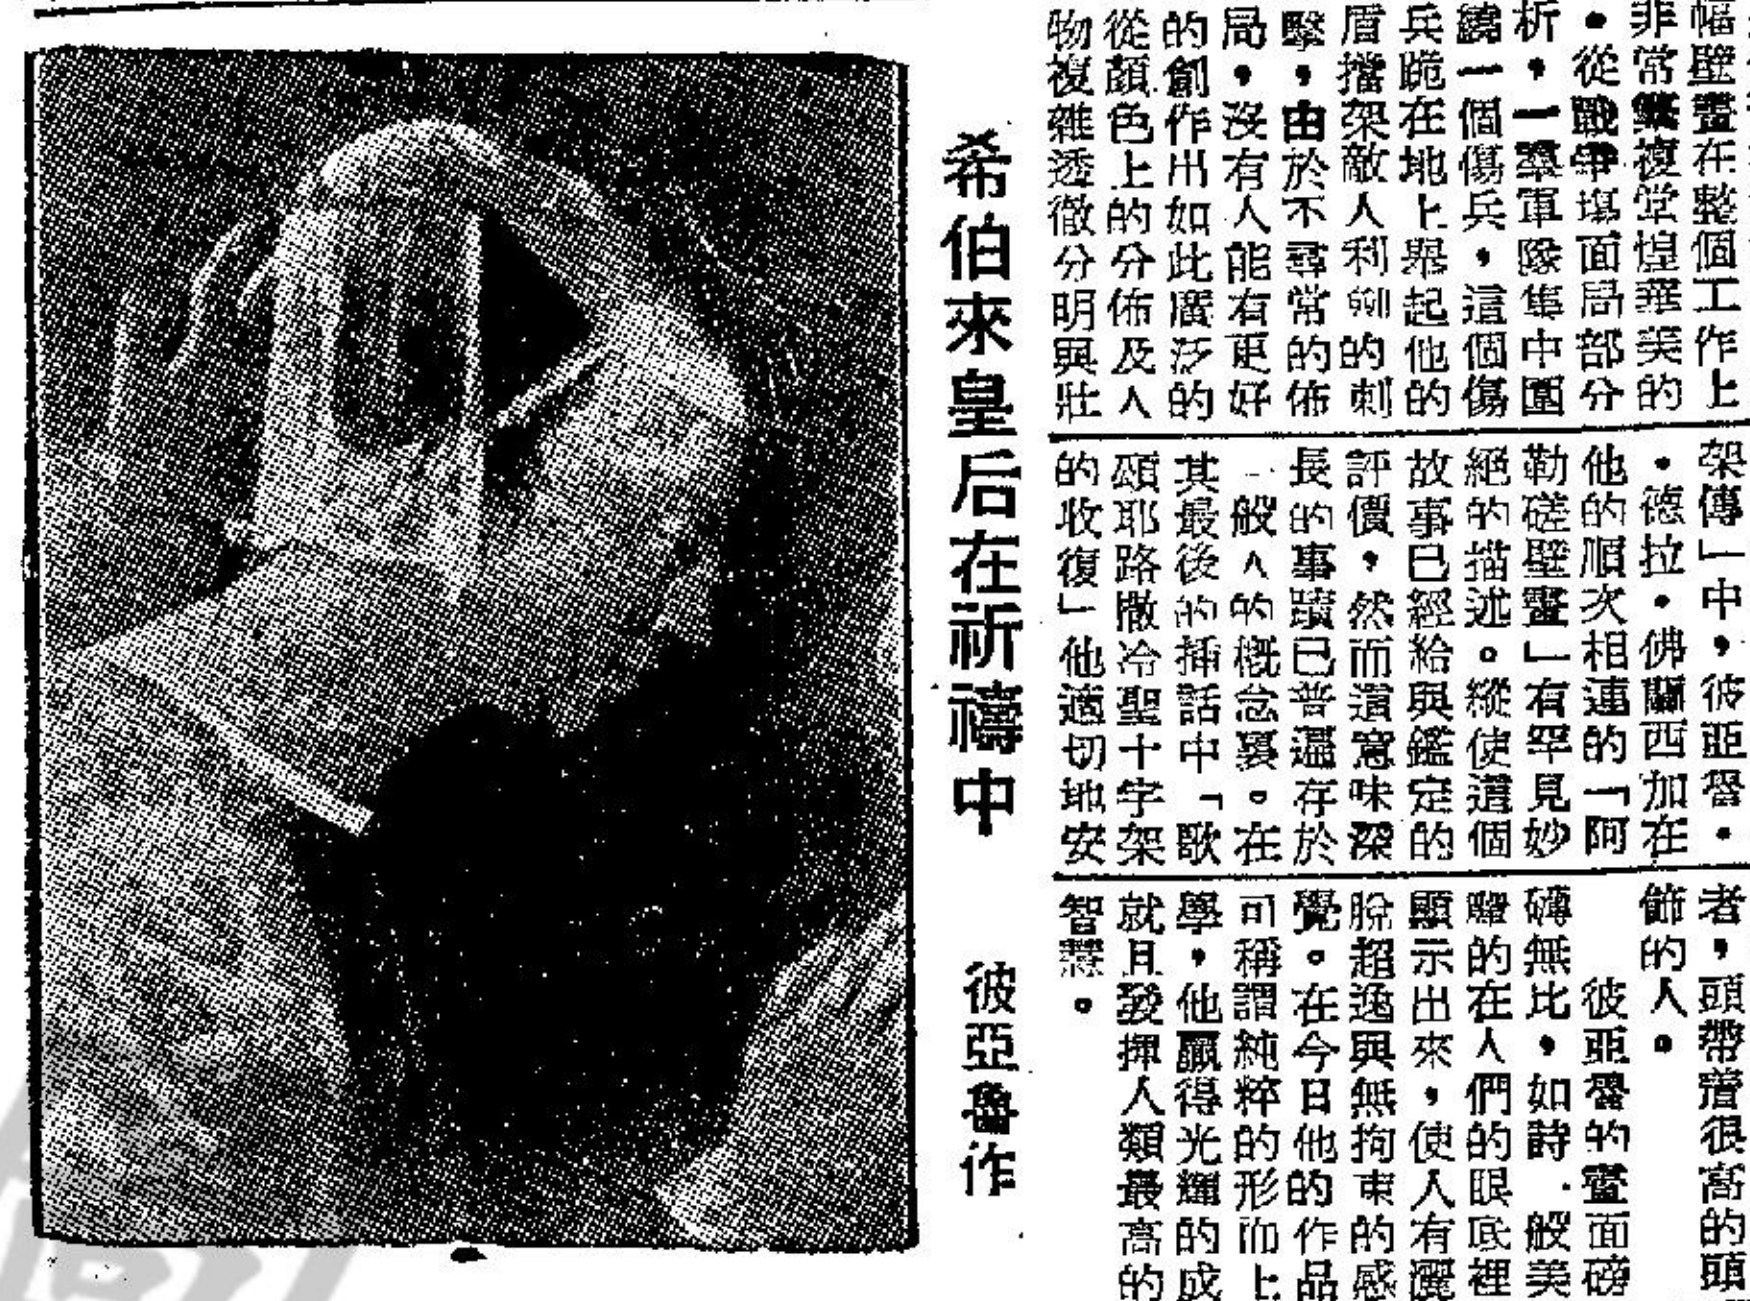 幅壁畫在整個工作上
非常繁複堂煌華美的
。從戰爭塲面局部分
析，一羣軍隊集中圍
一個傷兵，這個傷
兵跪在地上舉起他的
盾擋架敵人利劍的刺
擊，由於不尋常的佈
局，沒有人能有更好
的創作出如此廣泛的
從顏色上的分佈及人
物複雜透徹分明與壯
架傳」中，彼亞魯・
・德拉・佛蘭西加在
他的順次相連的「阿
勒磋壁畫」有罕見妙
絕的描述。縱使這個
故事已經給與鑑定的
評價，然而這意味深
長的事蹟已普遍存於
一般人的概念裏。在
其最後的插話中「歌
頌耶路撒冷聖十字架
的收復」他適切地安
者，頭帶着很高的頭
飾的人。
彼亞魯的畫面磅
礡無比，如詩一般美
麗的在人們的眼底裡
顯示出來，使人有灑
脫超逸與無拘束的感
覺。在今日他的作品
可稱謂純粹的形而上
學，他贏得光輝的成
就且發揮人類最高的
智慧。
希伯來皇后在祈禱中　彼亞魯作